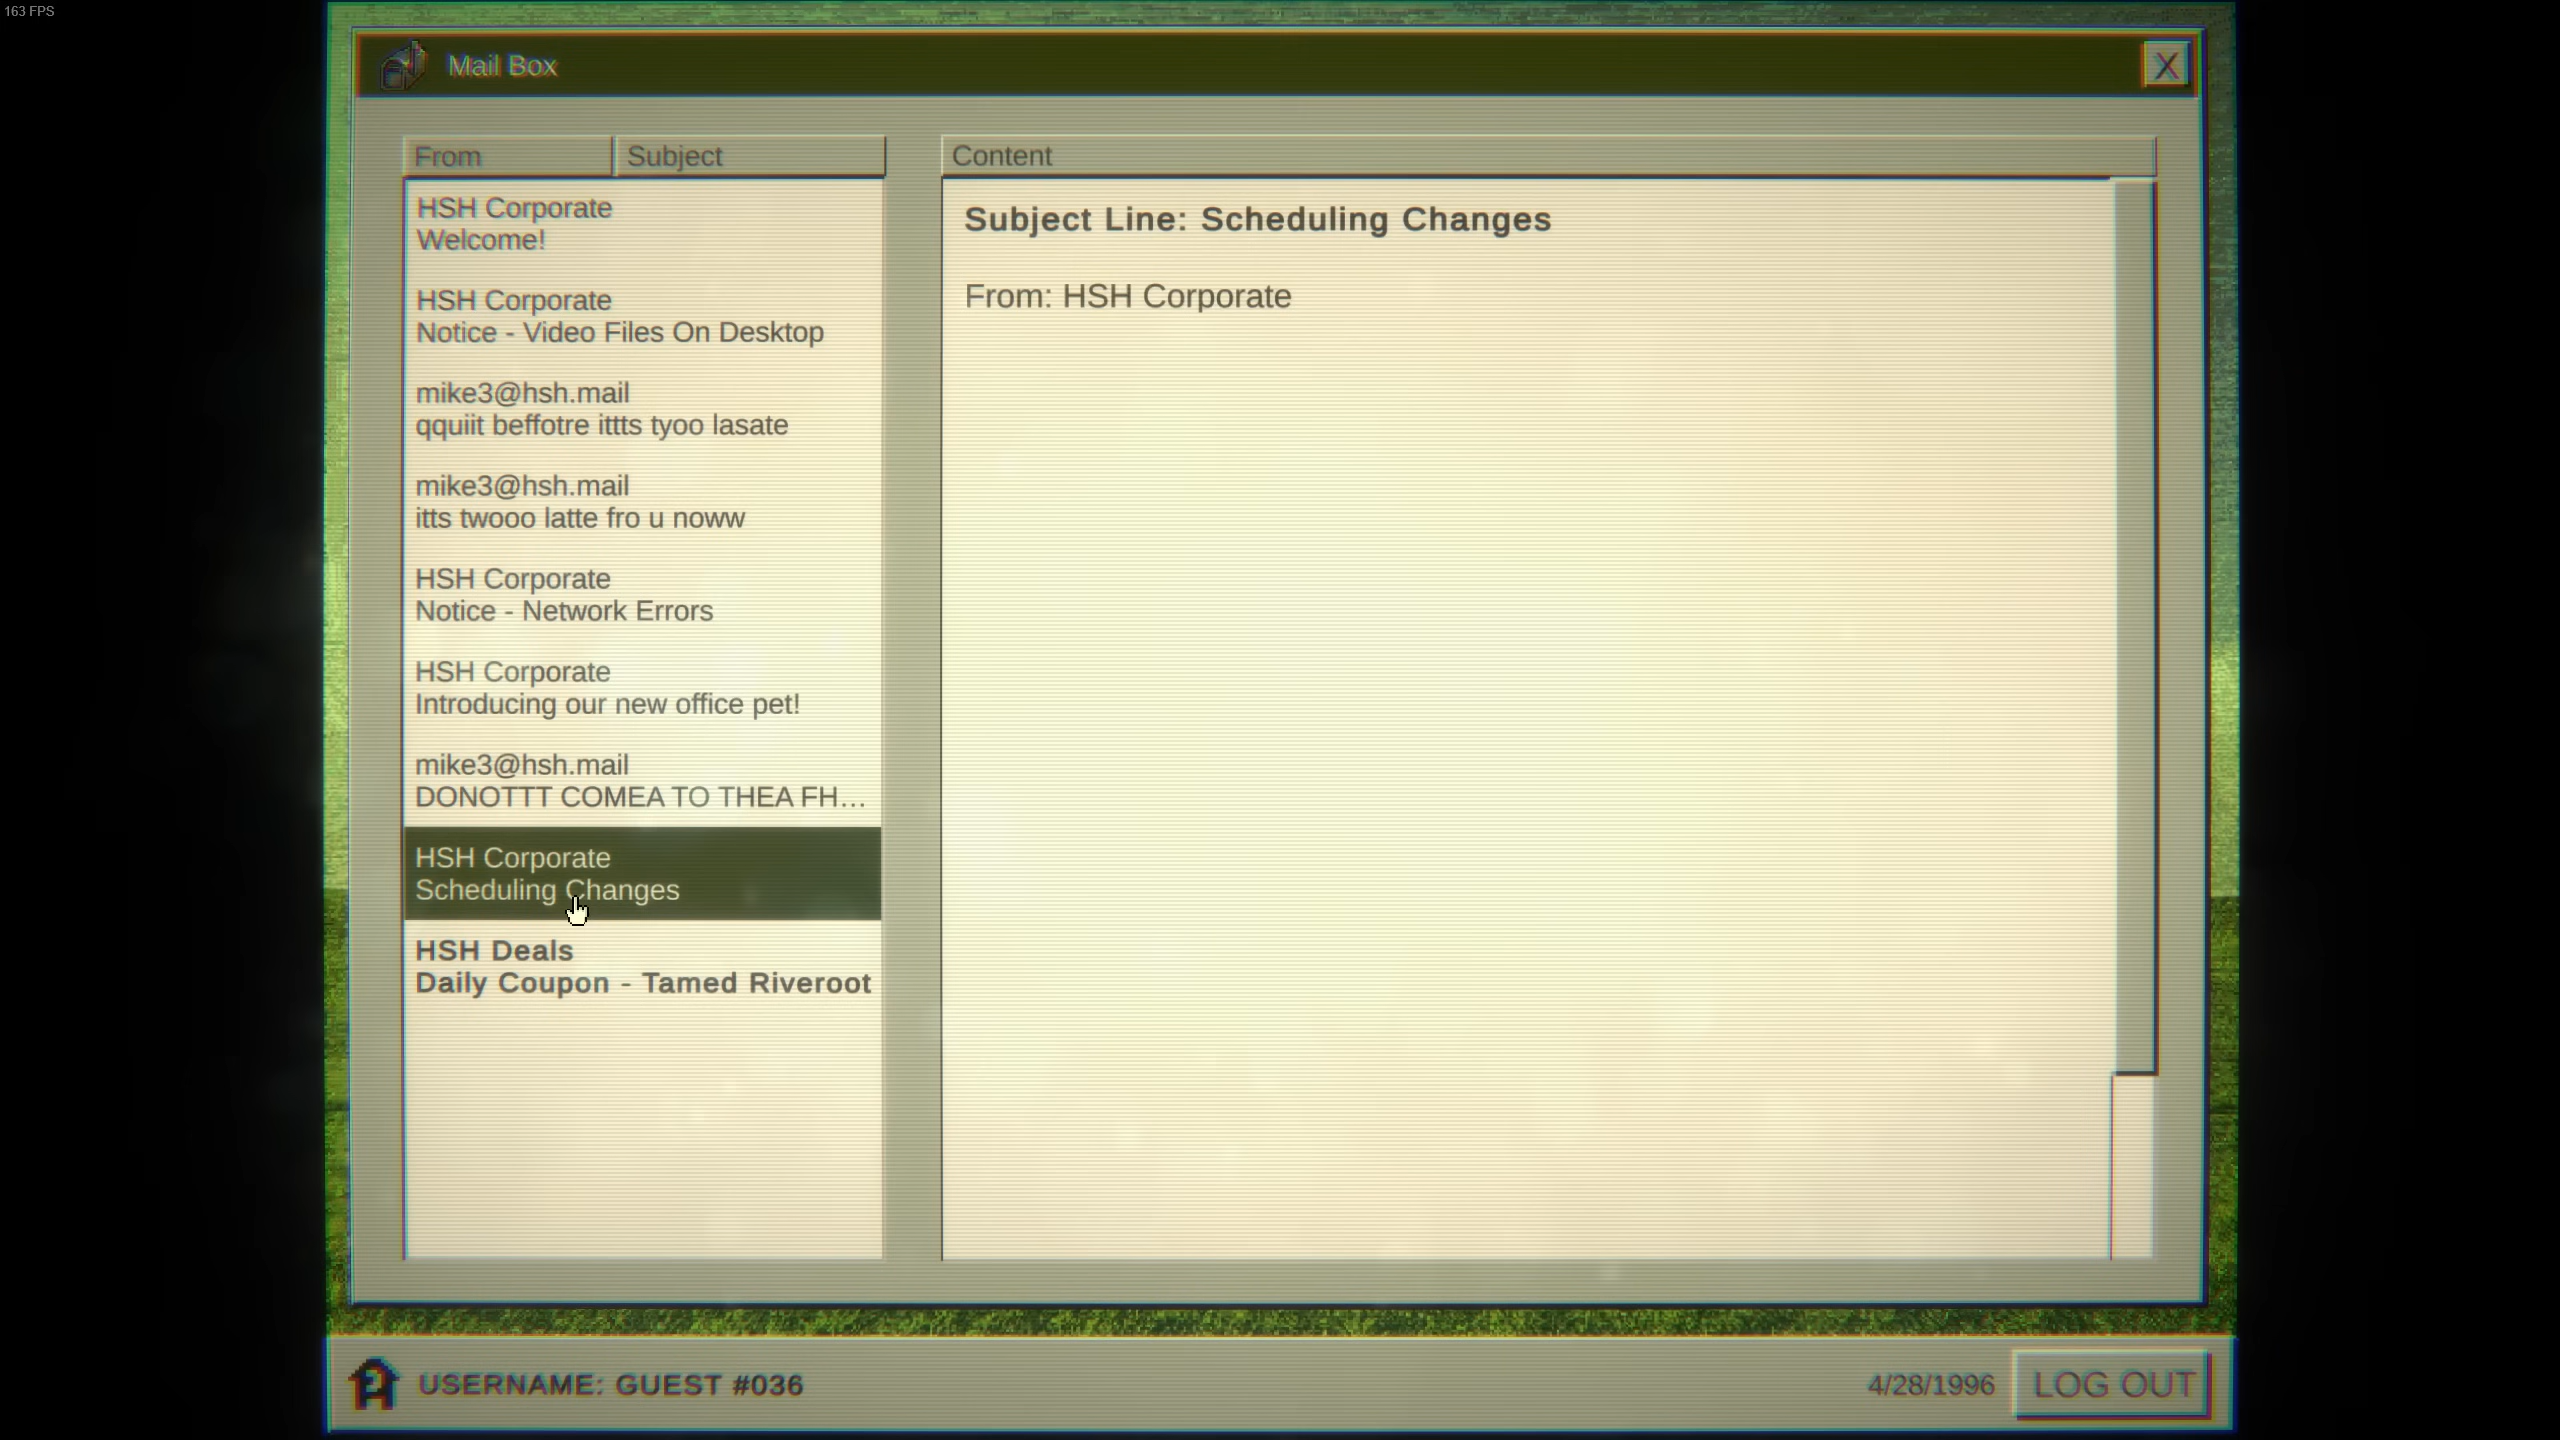 163 FPS
Mail Box
X
From
Subject
HSH Corporate
Welcome!
HSH Corporate
Notice - Video Files On Desktop
mike3@hsh.mail
qquiit beffotre ittts tyoo lasate
mike3@hsh.mail
itts twooo latte fro u noww
HSH Corporate
Notice - Network Errors
HSH Corporate
Introducing our new office pet!
mike3@hsh.mail
DONOTTT COMEA TO THEA FH...
HSH Corporate
Scheduling Changes
HSH Deals
Daily Coupon - Tamed Riveroot
Content
Subject Line: Scheduling Changes
From: HSH Corporate
USERNAME: GUEST #036
4/28/1996
LOG OUT